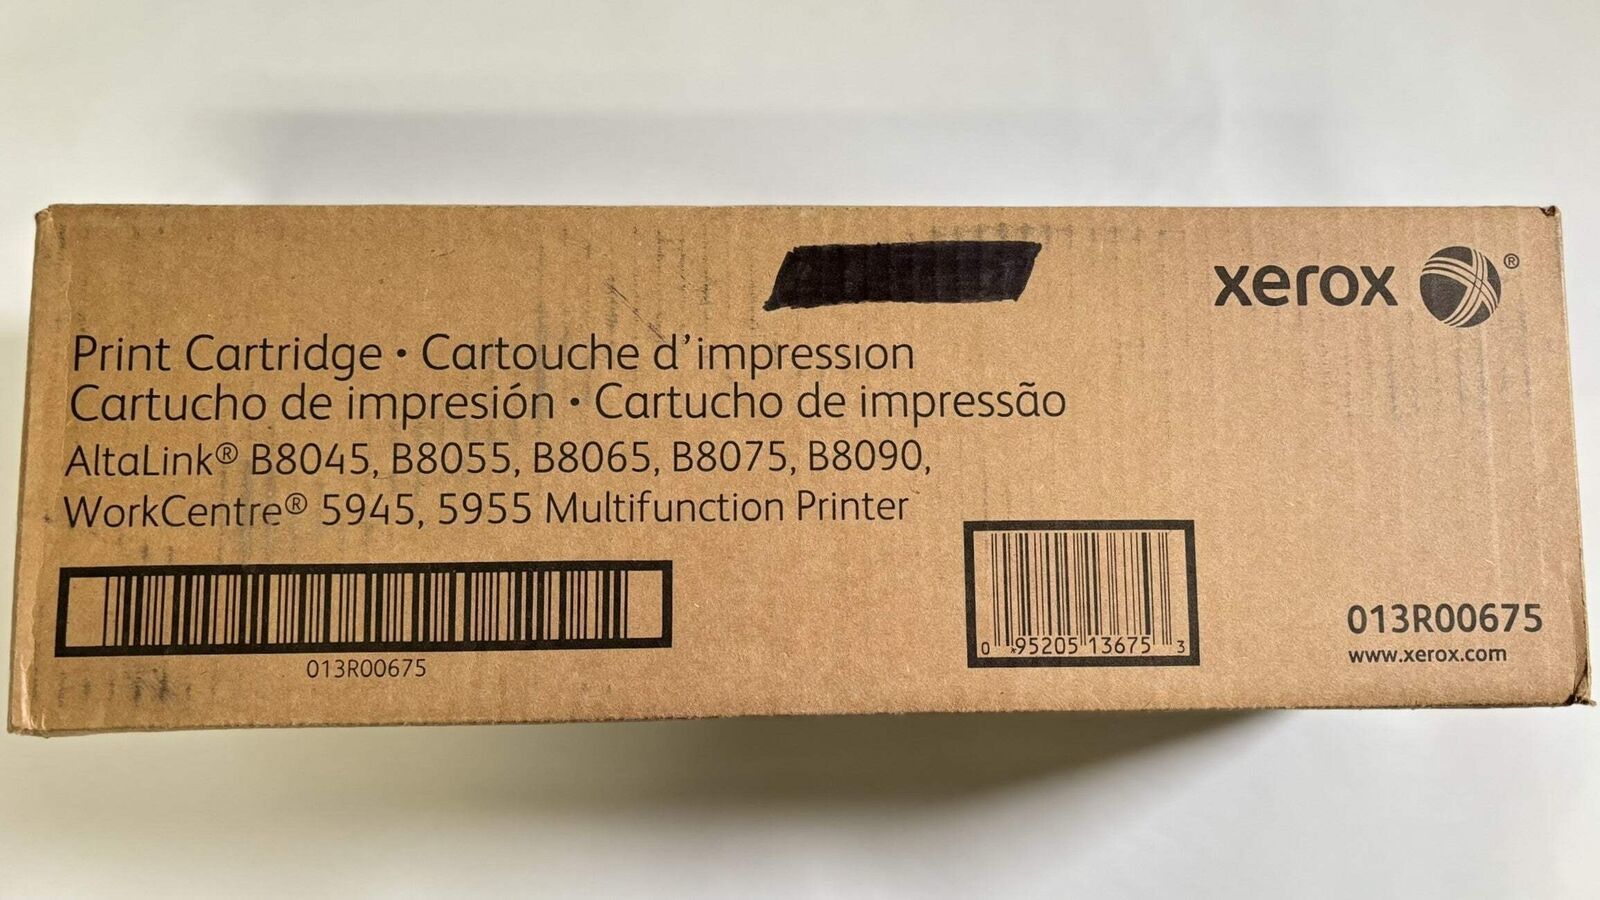 xerox ®
Print Cartridge • Cartouche d'impression
Cartucho de impresión • Cartucho de impressão
AltaLink® B8045, B8055, B8065, B8075, B8090,
WorkCentre® 5945, 5955 Multifunction Printer
013R00675
0 95205 13675 3
013R00675
www.xerox.com